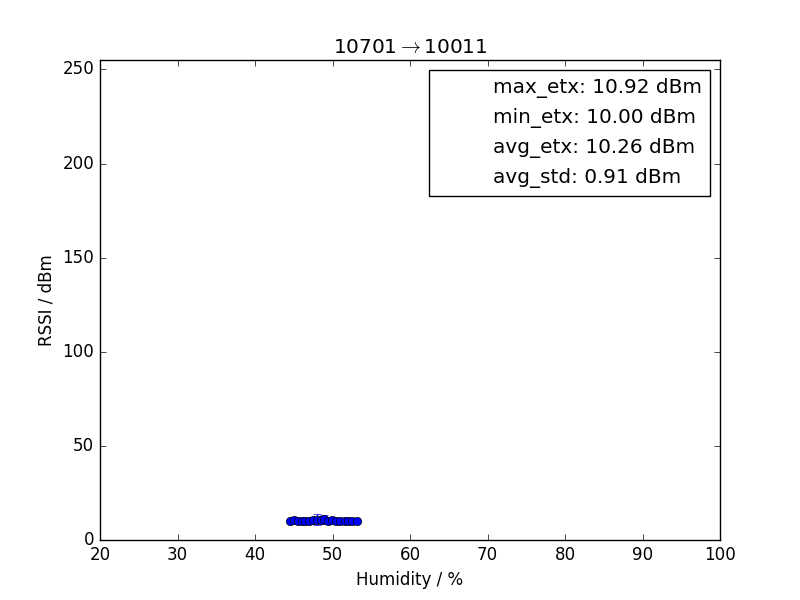 10701→10011
max_etx: 10.92 dBm
min_etx: 10.00 dBm
avg_etx: 10.26 dBm
avg_std: 0.91 dBm
RSSI / dBm
250
200
150
100
50
0
20 30 40 50 60 70 80 90 100
Humidity / %